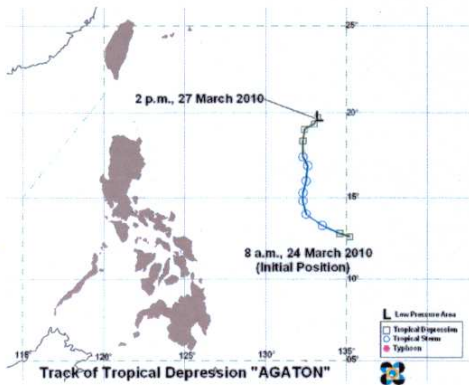 25°
2 p.m., 27 March 2010
L
20°
15°
8 a.m., 24 March 2010
(Initial Position)
10°
L Low Pressure Area
Tropical Depression
Tropical Storm
Typhoon
115° 120° 125° 130° 135° 05°
Track of Tropical Depression "AGATON"